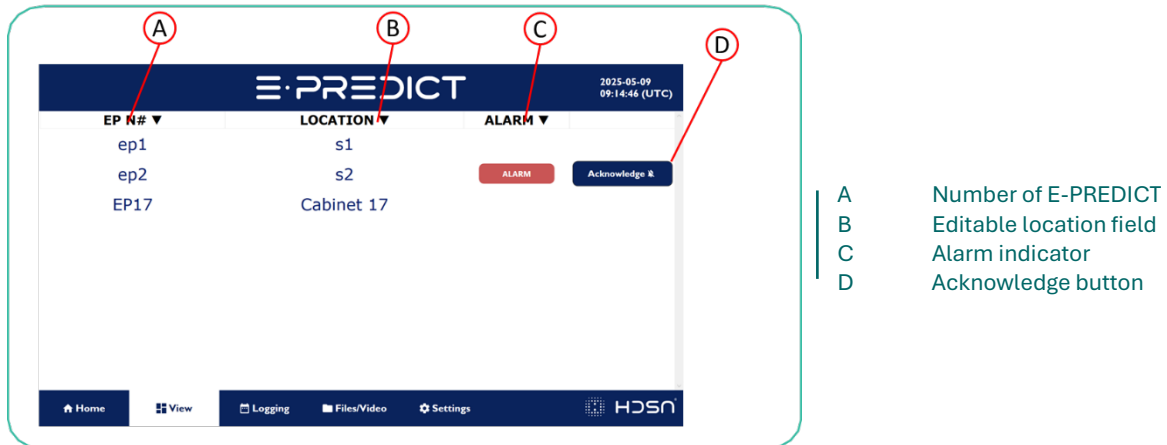 A
B
C
D
E·PREDICT
2025-05-09
09:14:46 (UTC)
EP N# ▼ LOCATION ▼ ALARM ▼
ep1 s1
ep2 s2 ALARM Acknowledge
EP17 Cabinet 17
Home View Logging Files/Video Settings HDSN
A Number of E-PREDICT
B Editable location field
C Alarm indicator
D Acknowledge button